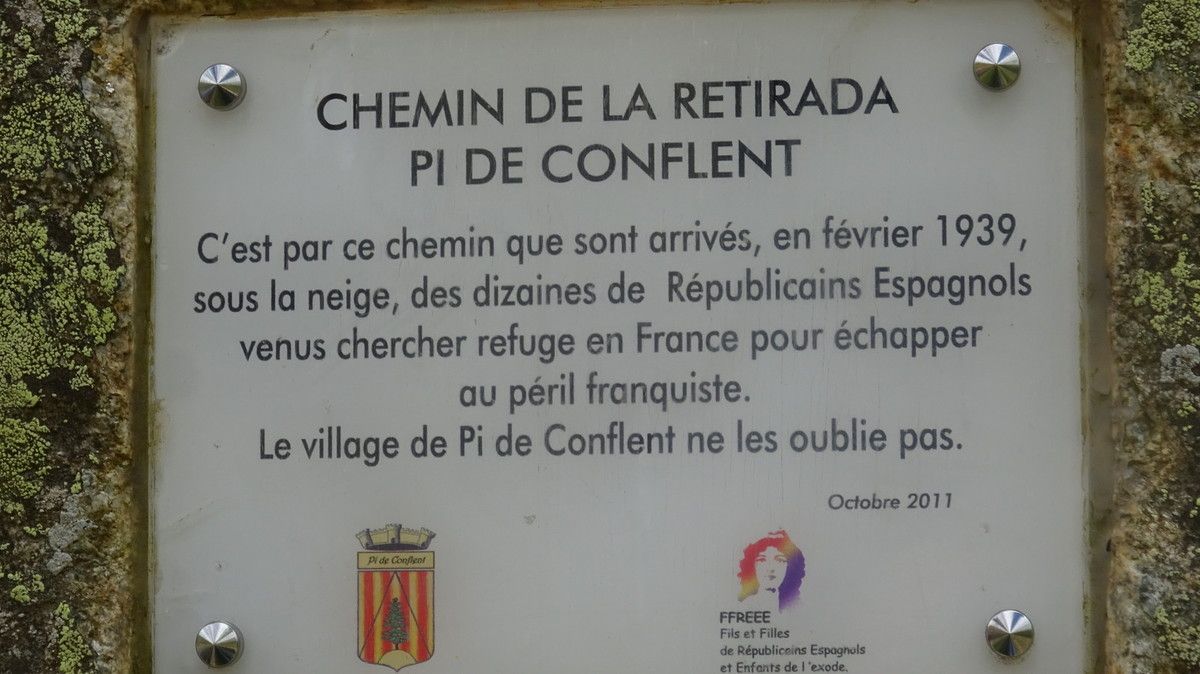 CHEMIN DE LA RETIRADA
PI DE CONFLENT
C'est par ce chemin que sont arrivés, en février 1939,
sous la neige, des dizaines de Républicains Espagnols
venus chercher refuge en France pour échapper
au péril franquiste.
Le village de Pi de Conflent ne les oublie pas.
Octobre 2011
Pi de Conflent
FFREEE
Fils et Filles
de Républicains Espagnols
et Enfants de l'exode.